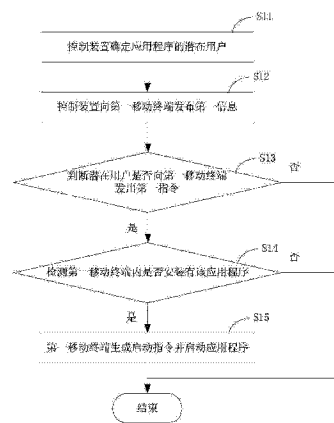 S11
控制装置确定应用程序的潜在用户
S12
控制装置向第一移动终端发布第一信息
S13
判断潜在用户是否向第一移动终端
发出第一指令
否
是
S14
检测第一移动终端内是否安装有该应用程序
否
是
S15
第一移动终端生成启动指令并启动应用程序
结束